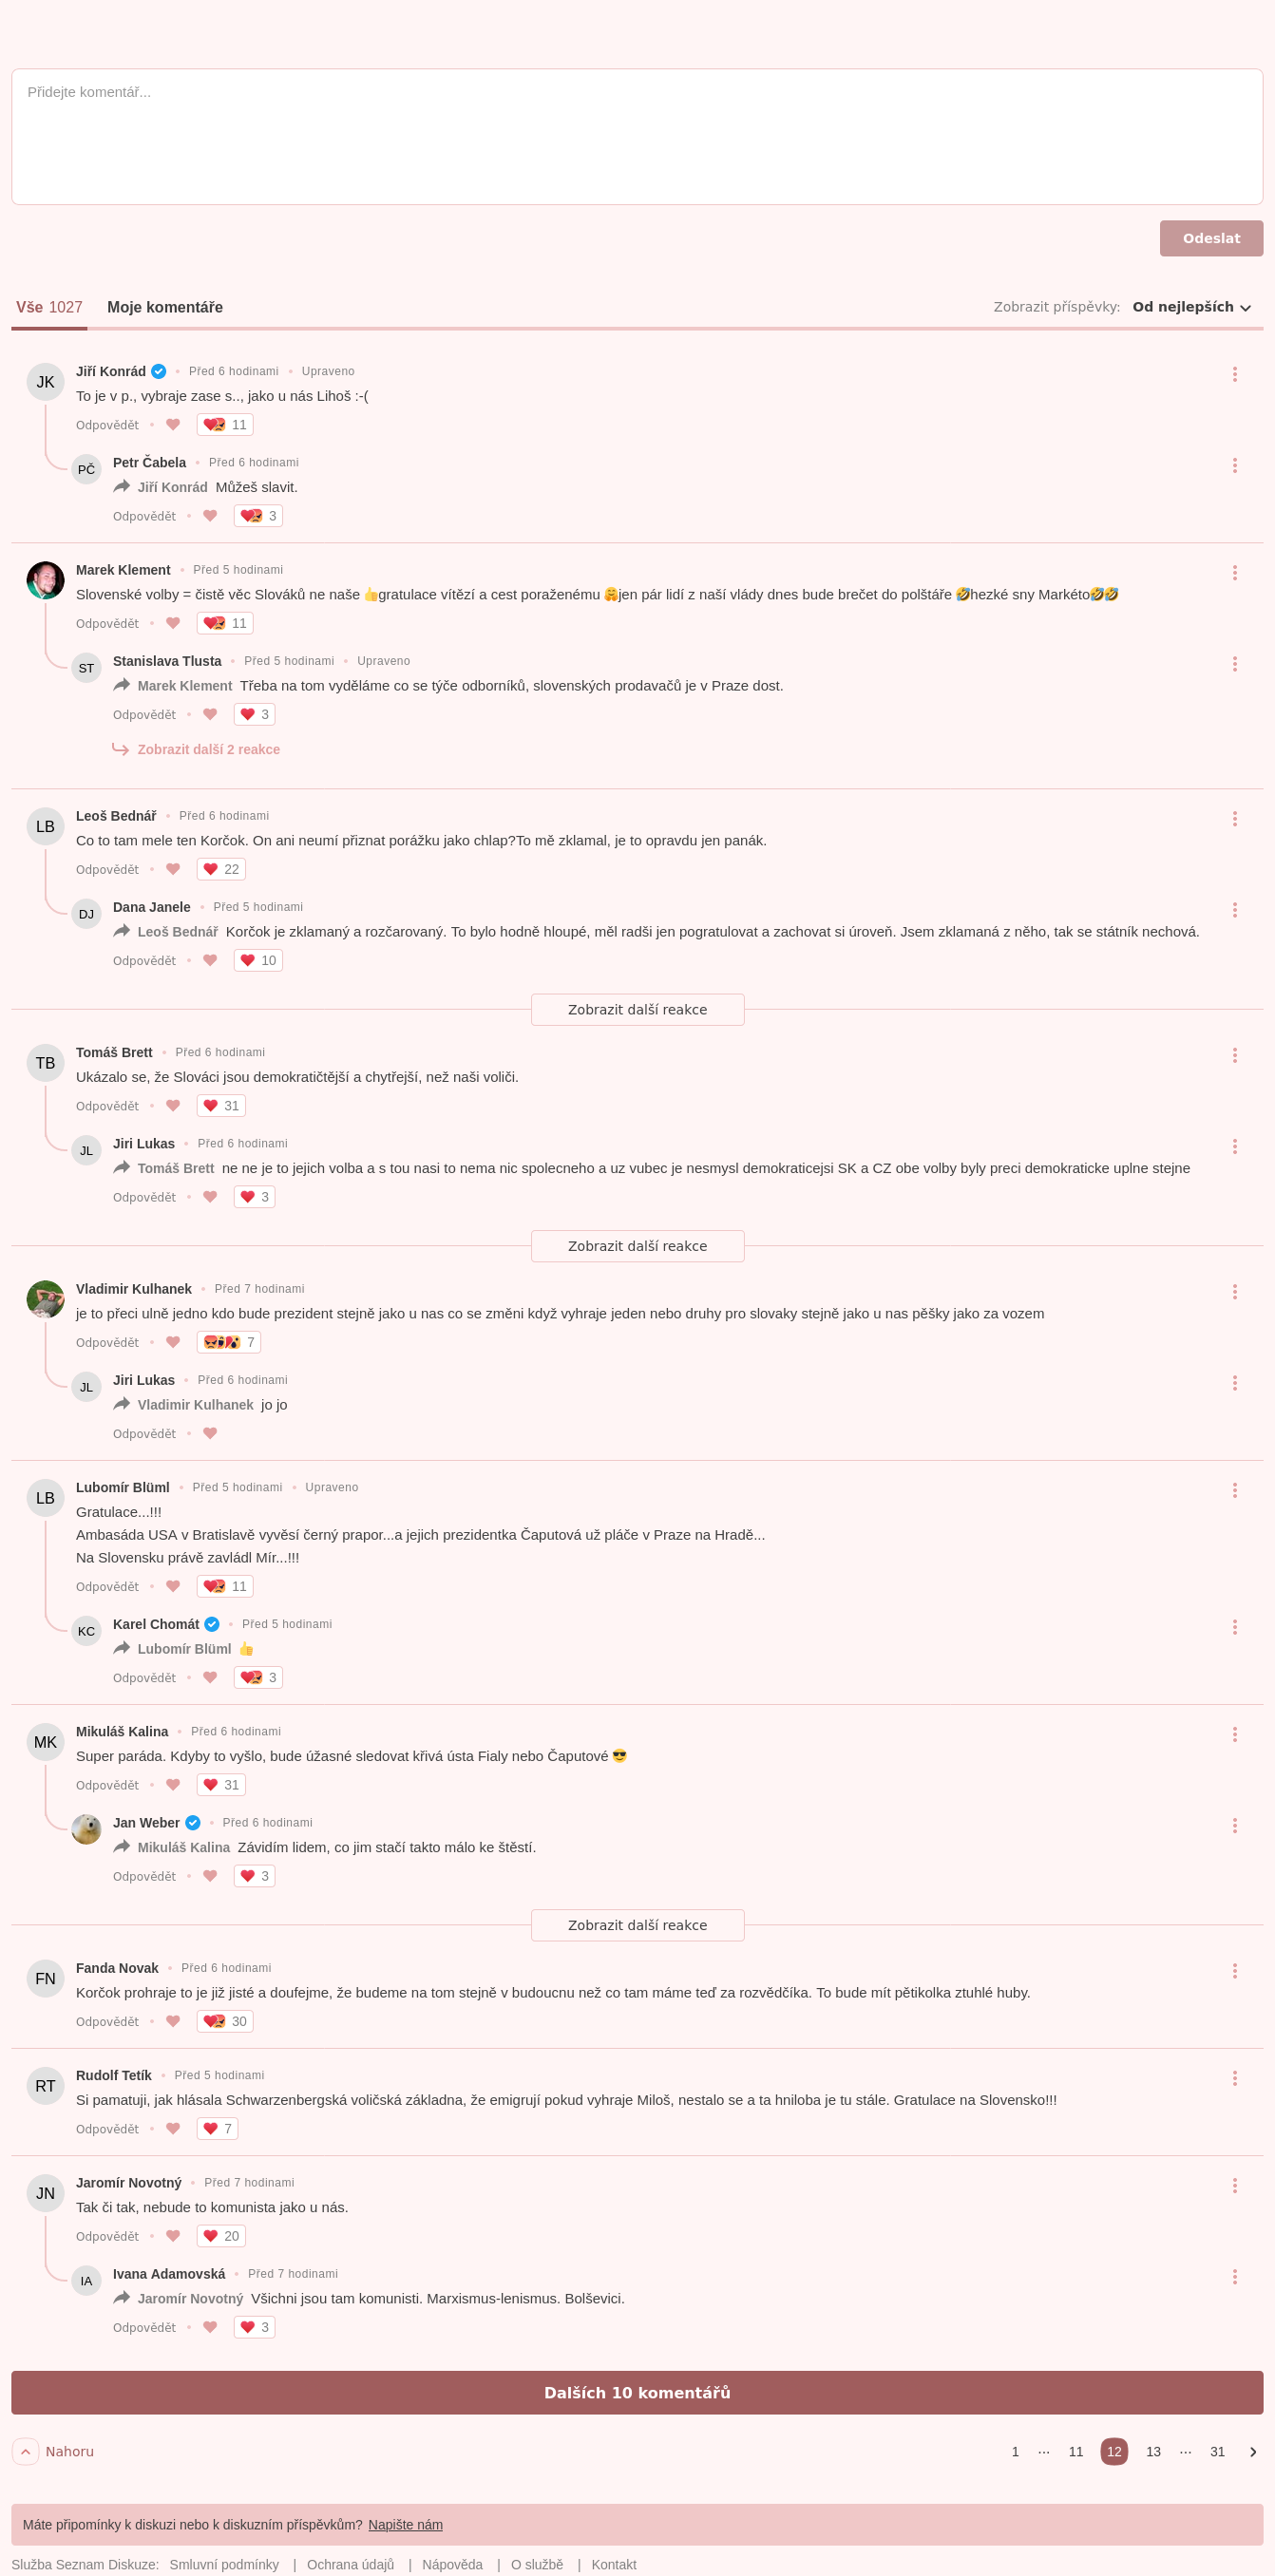 Přidejte komentář...
Odeslat
Vše 1027 Moje komentáře Zobrazit příspěvky: Od nejlepších
JK Jiří Konrád • Před 6 hodinami • Upraveno
To je v p., vybraje zase s.., jako u nás Lihoš :-(
Odpovědět • 11
PČ Petr Čabela • Před 6 hodinami
Jiří Konrád Můžeš slavit.
Odpovědět • 3
Marek Klement • Před 5 hodinami
Slovenské volby = čistě věc Slováků ne naše 👍gratulace vítězí a cest poraženému 🤗jen pár lidí z naší vlády dnes bude brečet do polštáře 🤣hezké sny Markéto🤣🤣
Odpovědět • 11
ST Stanislava Tlusta • Před 5 hodinami • Upraveno
Marek Klement Třeba na tom vyděláme co se týče odborníků, slovenských prodavačů je v Praze dost.
Odpovědět • 3
Zobrazit další 2 reakce
LB Leoš Bednář • Před 6 hodinami
Co to tam mele ten Korčok. On ani neumí přiznat porážku jako chlap?To mě zklamal, je to opravdu jen panák.
Odpovědět • 22
DJ Dana Janele • Před 5 hodinami
Leoš Bednář Korčok je zklamaný a rozčarovaný. To bylo hodně hloupé, měl radši jen pogratulovat a zachovat si úroveň. Jsem zklamaná z něho, tak se státník nechová.
Odpovědět • 10
Zobrazit další reakce
TB Tomáš Brett • Před 6 hodinami
Ukázalo se, že Slováci jsou demokratičtější a chytřejší, než naši voliči.
Odpovědět • 31
JL Jiri Lukas • Před 6 hodinami
Tomáš Brett ne ne je to jejich volba a s tou nasi to nema nic spolecneho a uz vubec je nesmysl demokraticejsi SK a CZ obe volby byly preci demokraticke uplne stejne
Odpovědět • 3
Zobrazit další reakce
Vladimir Kulhanek • Před 7 hodinami
je to přeci ulně jedno kdo bude prezident stejně jako u nas co se změni když vyhraje jeden nebo druhy pro slovaky stejně jako u nas pěšky jako za vozem
Odpovědět • 7
JL Jiri Lukas • Před 6 hodinami
Vladimir Kulhanek jo jo
Odpovědět •
LB Lubomír Blüml • Před 5 hodinami • Upraveno
Gratulace...!!!
Ambasáda USA v Bratislavě vyvěsí černý prapor...a jejich prezidentka Čaputová už pláče v Praze na Hradě...
Na Slovensku právě zavládl Mír...!!!
Odpovědět • 11
KC Karel Chomát • Před 5 hodinami
Lubomír Blüml 👍
Odpovědět • 3
MK Mikuláš Kalina • Před 6 hodinami
Super paráda. Kdyby to vyšlo, bude úžasné sledovat křivá ústa Fialy nebo Čaputové 😎
Odpovědět • 31
Jan Weber • Před 6 hodinami
Mikuláš Kalina Závidím lidem, co jim stačí takto málo ke štěstí.
Odpovědět • 3
Zobrazit další reakce
FN Fanda Novak • Před 6 hodinami
Korčok prohraje to je již jisté a doufejme, že budeme na tom stejně v budoucnu než co tam máme teď za rozvědčíka. To bude mít pětikolka ztuhlé huby.
Odpovědět • 30
RT Rudolf Tetík • Před 5 hodinami
Si pamatuji, jak hlásala Schwarzenbergská voličská základna, že emigrují pokud vyhraje Miloš, nestalo se a ta hniloba je tu stále. Gratulace na Slovensko!!!
Odpovědět • 7
JN Jaromír Novotný • Před 7 hodinami
Tak či tak, nebude to komunista jako u nás.
Odpovědět • 20
IA Ivana Adamovská • Před 7 hodinami
Jaromír Novotný Všichni jsou tam komunisti. Marxismus-lenismus. Bolševici.
Odpovědět • 3
Dalších 10 komentářů
Nahoru 1 ⋯ 11 12 13 ⋯ 31
Máte připomínky k diskuzi nebo k diskuzním příspěvkům? Napište nám
Služba Seznam Diskuze: Smluvní podmínky | Ochrana údajů | Nápověda | O službě | Kontakt